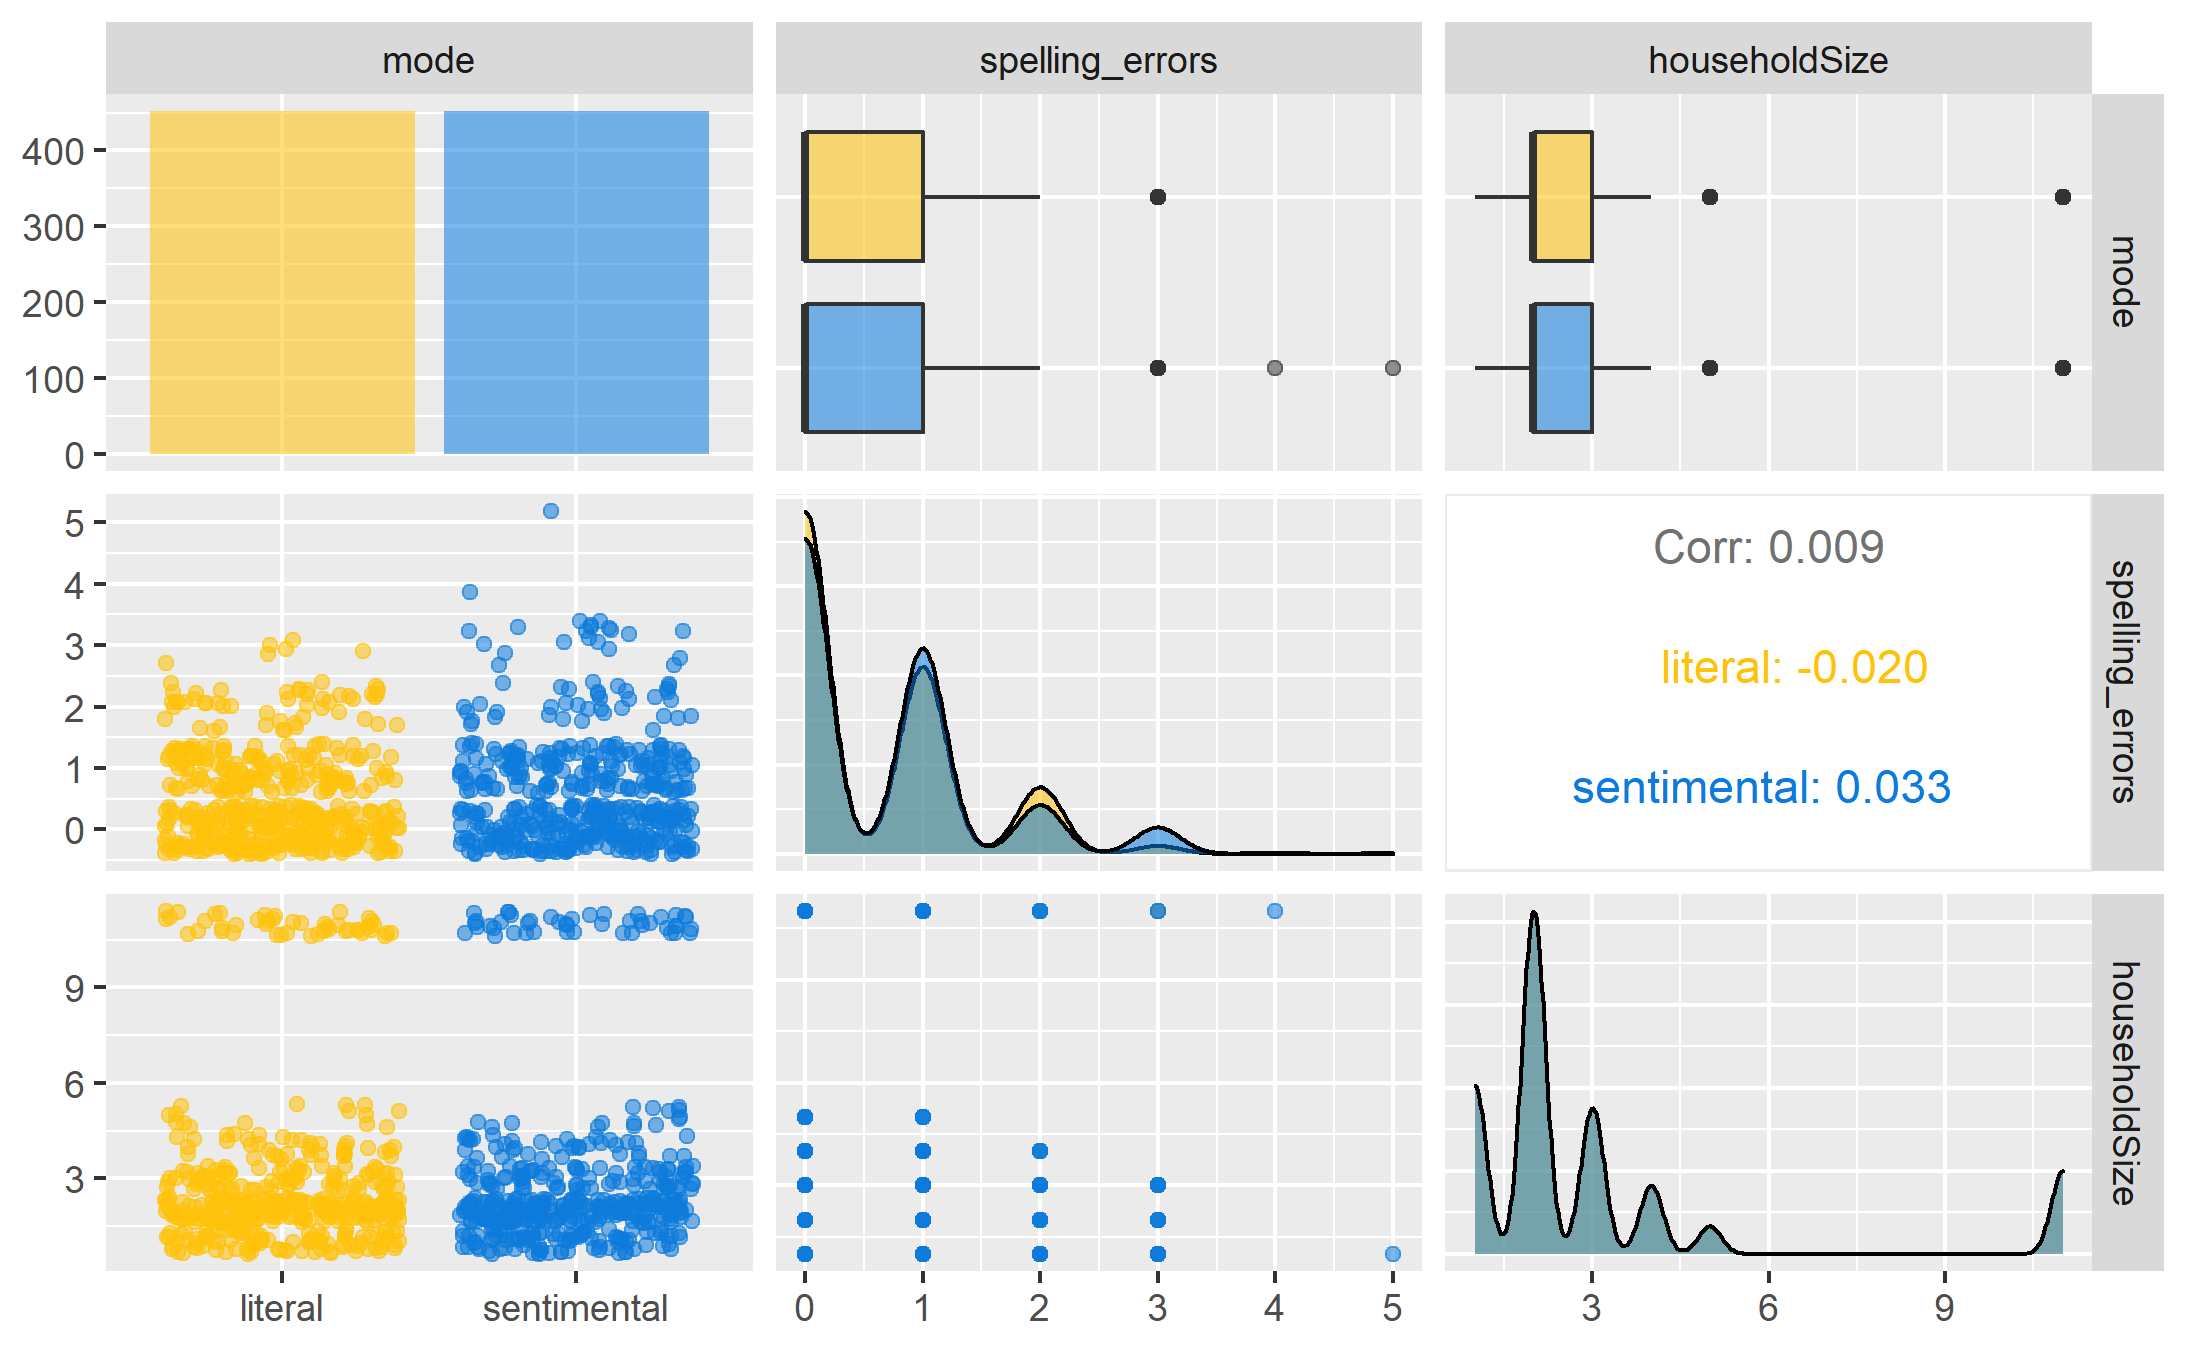 mode spelling_errors householdSize
400
300
200
100
0
mode
5
4
3
2
1
0
Corr: 0.009
literal: -0.020
sentimental: 0.033
spelling_errors
9
6
3
householdSize
literal sentimental 0 1 2 3 4 5 3 6 9